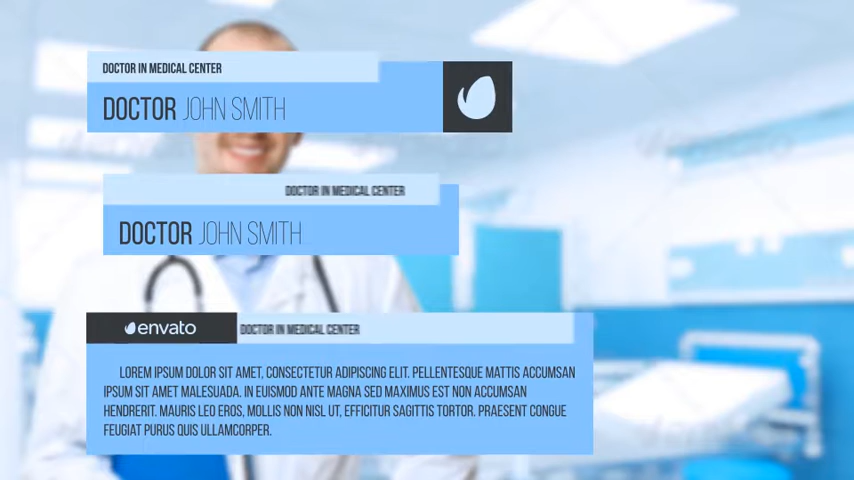 DOCTOR IN MEDICAL CENTER
DOCTOR JOHN SMITH
DOCTOR IN MEDICAL CENTER
DOCTOR JOHN SMITH
envato
DOCTOR IN MEDICAL CENTER
LOREM IPSUM DOLOR SIT AMET, CONSECTETUR ADIPISCING ELIT. PELLENTESQUE MATTIS ACCUMSAN
IPSUM SIT AMET MALESUADA. IN EUISMOD ANTE MAGNA SED MAXIMUS EST NON ACCUMSAN
HENDRERIT. MAURIS LEO EROS, MOLLIS NON NISL UT, EFFICITUR SAGITTIS TORTOR. PRAESENT CONGUE
FEUGIAT PURUS QUIS ULLAMCORPER.